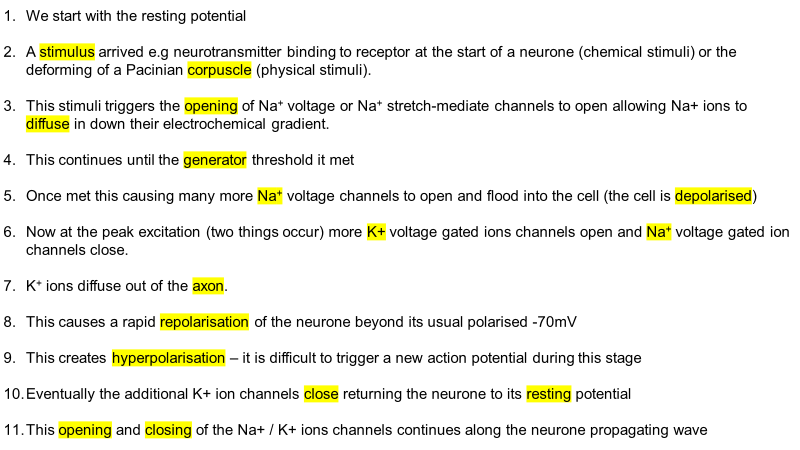 1. We start with the resting potential
2. A stimulus arrived e.g neurotransmitter binding to receptor at the start of a neurone (chemical stimuli) or the
deforming of a Pacinian corpuscle (physical stimuli).
3. This stimuli triggers the opening of Na⁺ voltage or Na⁺ stretch-mediate channels to open allowing Na+ ions to
diffuse in down their electrochemical gradient.
4. This continues until the generator threshold it met
5. Once met this causing many more Na⁺ voltage channels to open and flood into the cell (the cell is depolarised)
6. Now at the peak excitation (two things occur) more K+ voltage gated ions channels open and Na⁺ voltage gated ion
channels close.
7. K⁺ ions diffuse out of the axon.
8. This causes a rapid repolarisation of the neurone beyond its usual polarised -70mV
9. This creates hyperpolarisation – it is difficult to trigger a new action potential during this stage
10. Eventually the additional K+ ion channels close returning the neurone to its resting potential
11. This opening and closing of the Na+ / K+ ions channels continues along the neurone propagating wave